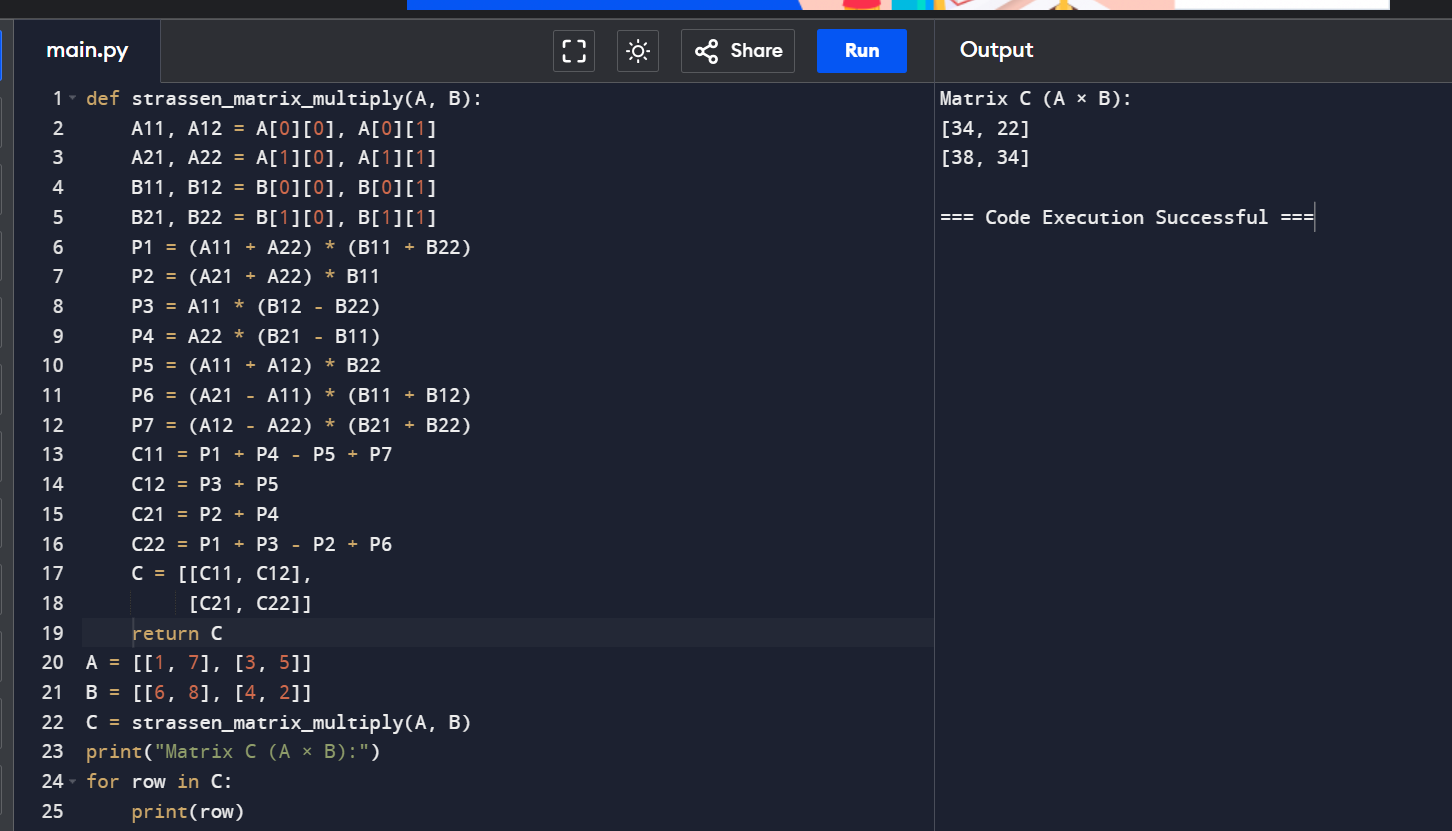 main.py
Share
Run
Output
1 def strassen_matrix_multiply(A, B):
2     A11, A12 = A[0][0], A[0][1]
3     A21, A22 = A[1][0], A[1][1]
4     B11, B12 = B[0][0], B[0][1]
5     B21, B22 = B[1][0], B[1][1]
6     P1 = (A11 + A22) * (B11 + B22)
7     P2 = (A21 + A22) * B11
8     P3 = A11 * (B12 - B22)
9     P4 = A22 * (B21 - B11)
10     P5 = (A11 + A12) * B22
11     P6 = (A21 - A11) * (B11 + B12)
12     P7 = (A12 - A22) * (B21 + B22)
13     C11 = P1 + P4 - P5 + P7
14     C12 = P3 + P5
15     C21 = P2 + P4
16     C22 = P1 + P3 - P2 + P6
17     C = [[C11, C12],
18          [C21, C22]]
19     return C
20 A = [[1, 7], [3, 5]]
21 B = [[6, 8], [4, 2]]
22 C = strassen_matrix_multiply(A, B)
23 print("Matrix C (A × B):")
24 for row in C:
25     print(row)
Matrix C (A × B):
[34, 22]
[38, 34]
=== Code Execution Successful ===